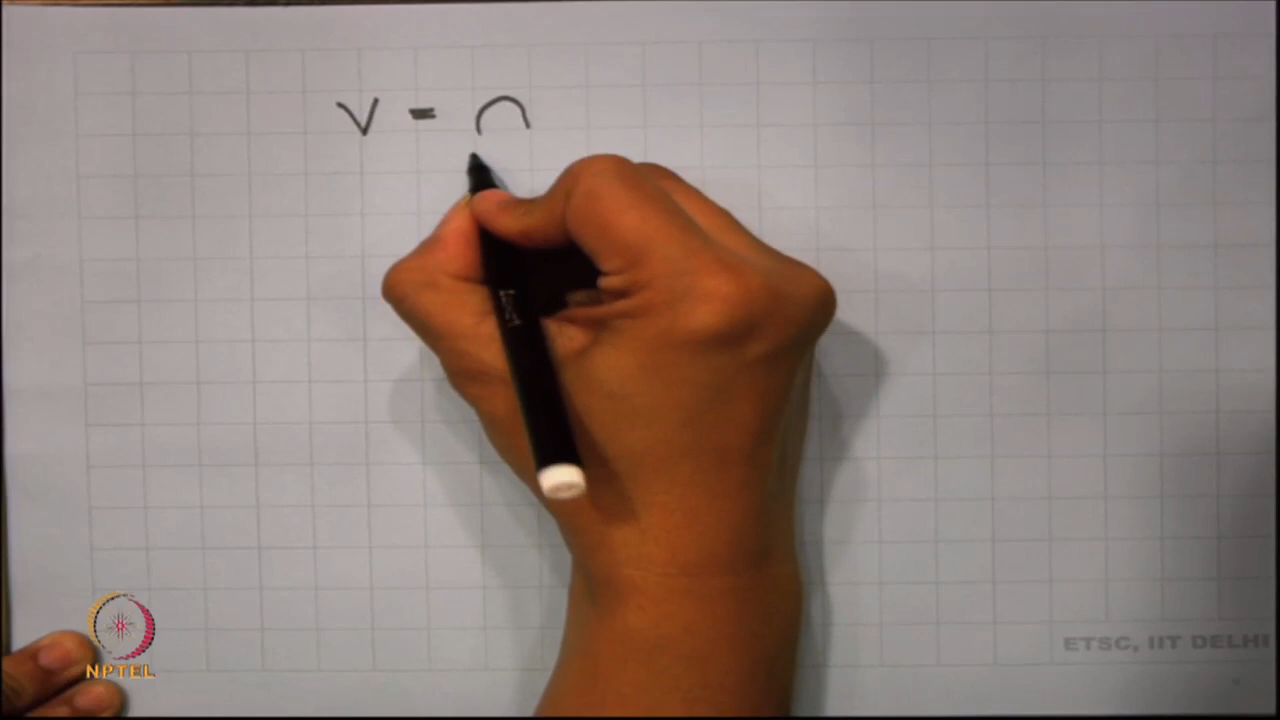 V = ∩
NPTEL
ETSC, IIT DELHI